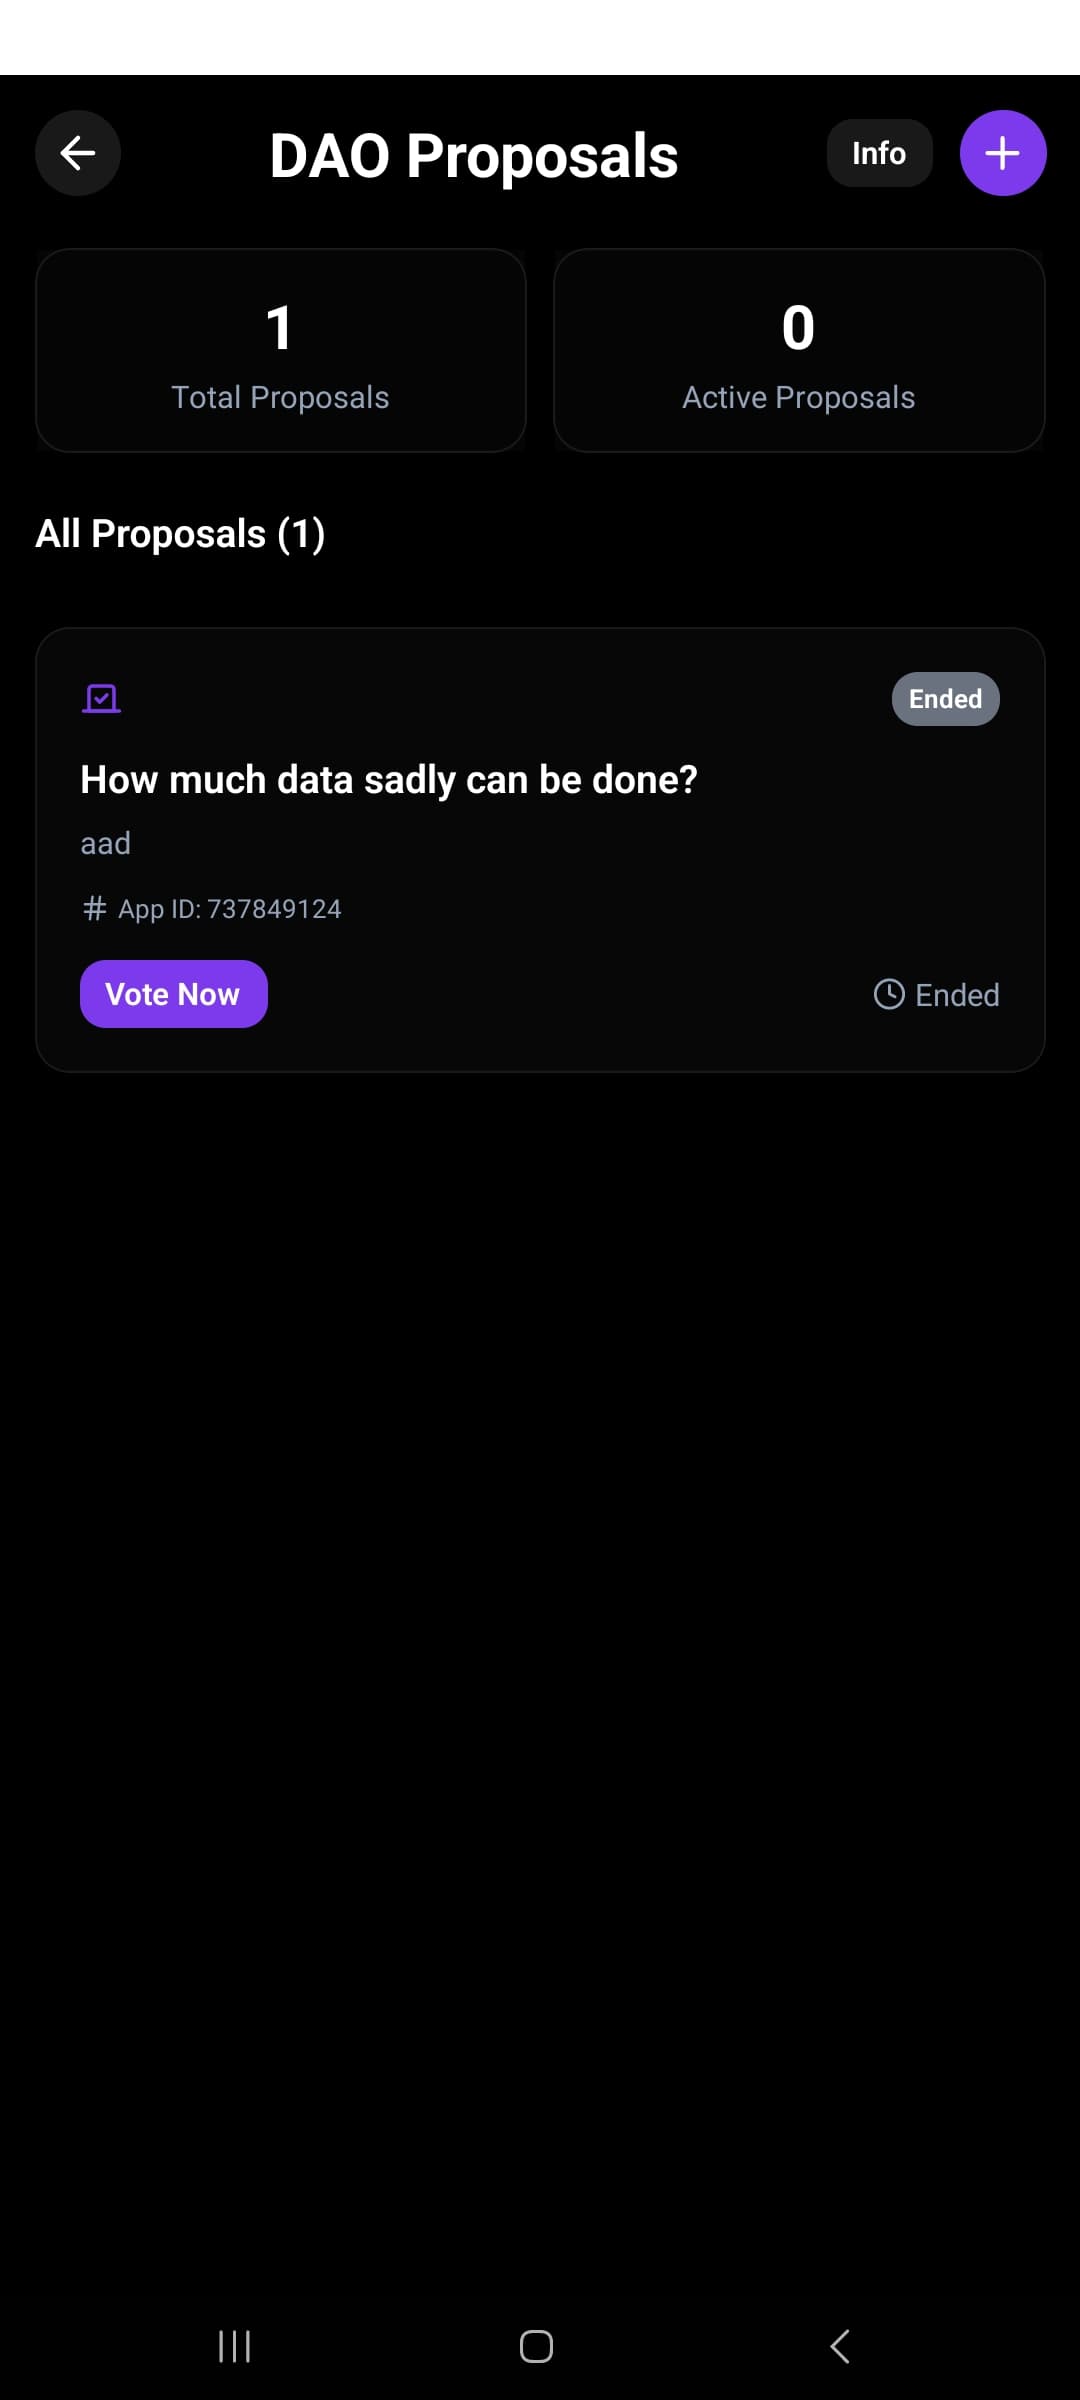 DAO Proposals
Info
1
Total Proposals
0
Active Proposals
All Proposals (1)
Ended
How much data sadly can be done?
aad
# App ID: 737849124
Vote Now
Ended